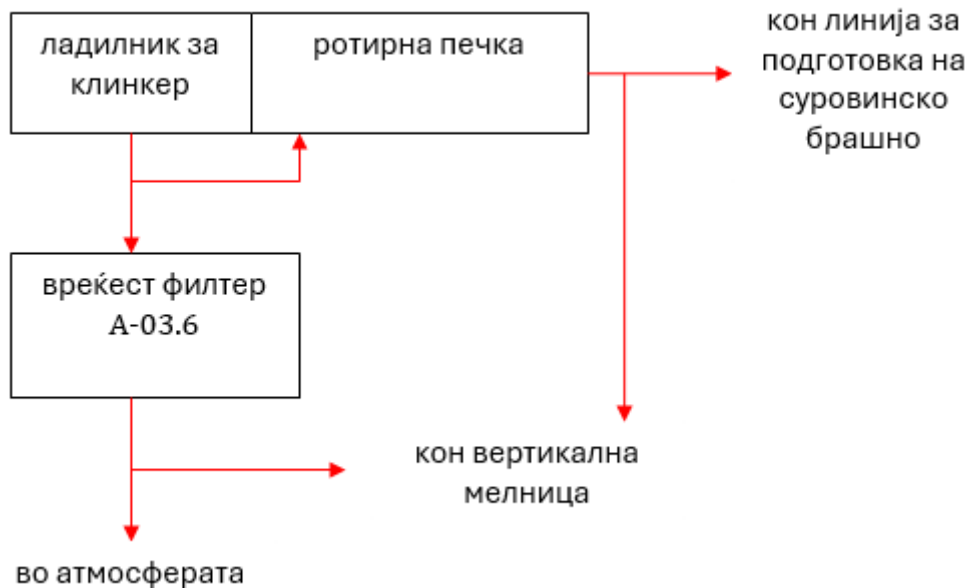 ладилник за
клинкер
ротирна печка
кон линија за
подготовка на
суровинско
брашно
вреќест филтер
А-03.6
кон вертикална
мелница
во атмосферата